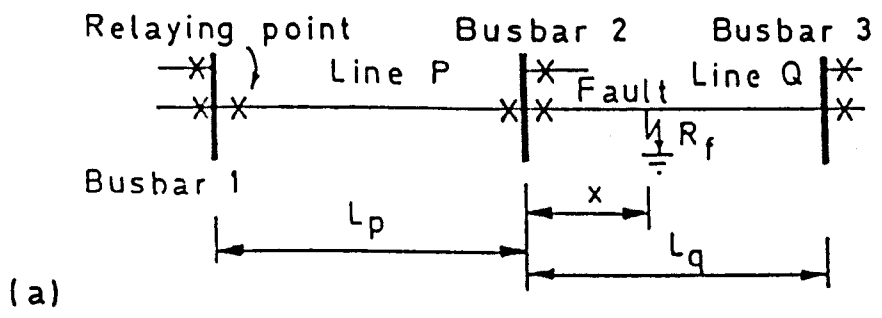 Relaying point Busbar 2 Busbar 3
Line P Line Q
Fault
R_f
Busbar 1
x
L_p
L_q
(a)